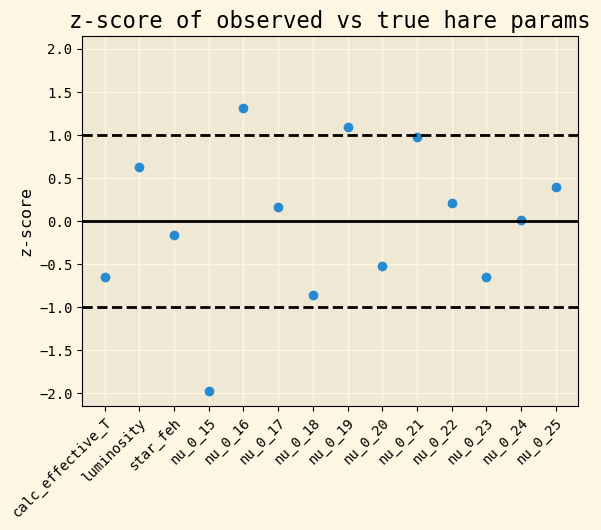 z-score of observed vs true hare params
z-score
2.0
1.5
1.0
0.5
0.0
−0.5
−1.0
−1.5
−2.0
calc_effective_T
luminosity
star_feh
nu_0_15
nu_0_16
nu_0_17
nu_0_18
nu_0_19
nu_0_20
nu_0_21
nu_0_22
nu_0_23
nu_0_24
nu_0_25